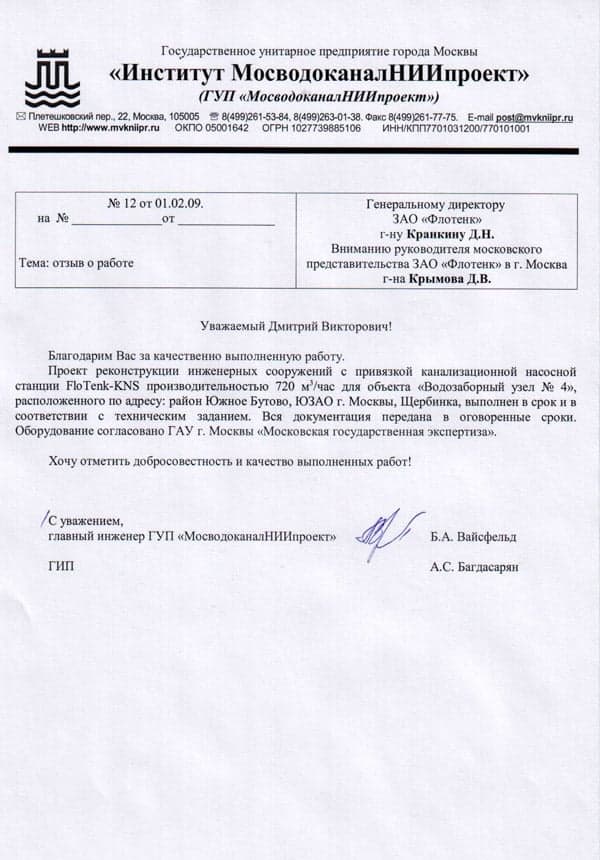 Государственное унитарное предприятие города Москвы
«Институт МосводоканалНИИпроект»
(ГУП «МосводоканалНИИпроект»)
Плетешковский пер., 22, Москва, 105005 8(499)261-53-84, 8(499)263-01-38. Факс 8(499)261-77-75. E-mail post@mvkniipr.ru
WEB http://www.mvkniipr.ru ОКПО 05001642 ОГРН 1027739885106 ИНН/КПП7701031200/770101001
№ 12 от 01.02.09.
на № ______________от _______________
Тема: отзыв о работе
Генеральному директору
ЗАО «Флотенк»
г-ну Кранкину Д.Н.
Вниманию руководителя московского
представительства ЗАО «Флотенк» в г. Москва
г-на Крымова Д.В.
Уважаемый Дмитрий Викторович!
Благодарим Вас за качественно выполненную работу.
Проект реконструкции инженерных сооружений с привязкой канализационной насосной
станции FloTenk-KNS производительностью 720 м³/час для объекта «Водозаборный узел № 4»,
расположенного по адресу: район Южное Бутово, ЮЗАО г. Москвы, Щербинка, выполнен в срок и в
соответствии с техническим заданием. Вся документация передана в оговоренные сроки.
Оборудование согласовано ГАУ г. Москвы «Московская государственная экспертиза».
Хочу отметить добросовестность и качество выполненных работ!
С уважением,
главный инженер ГУП «МосводоканалНИИпроект» Б.А. Вайсфельд
ГИП А.С. Багдасарян